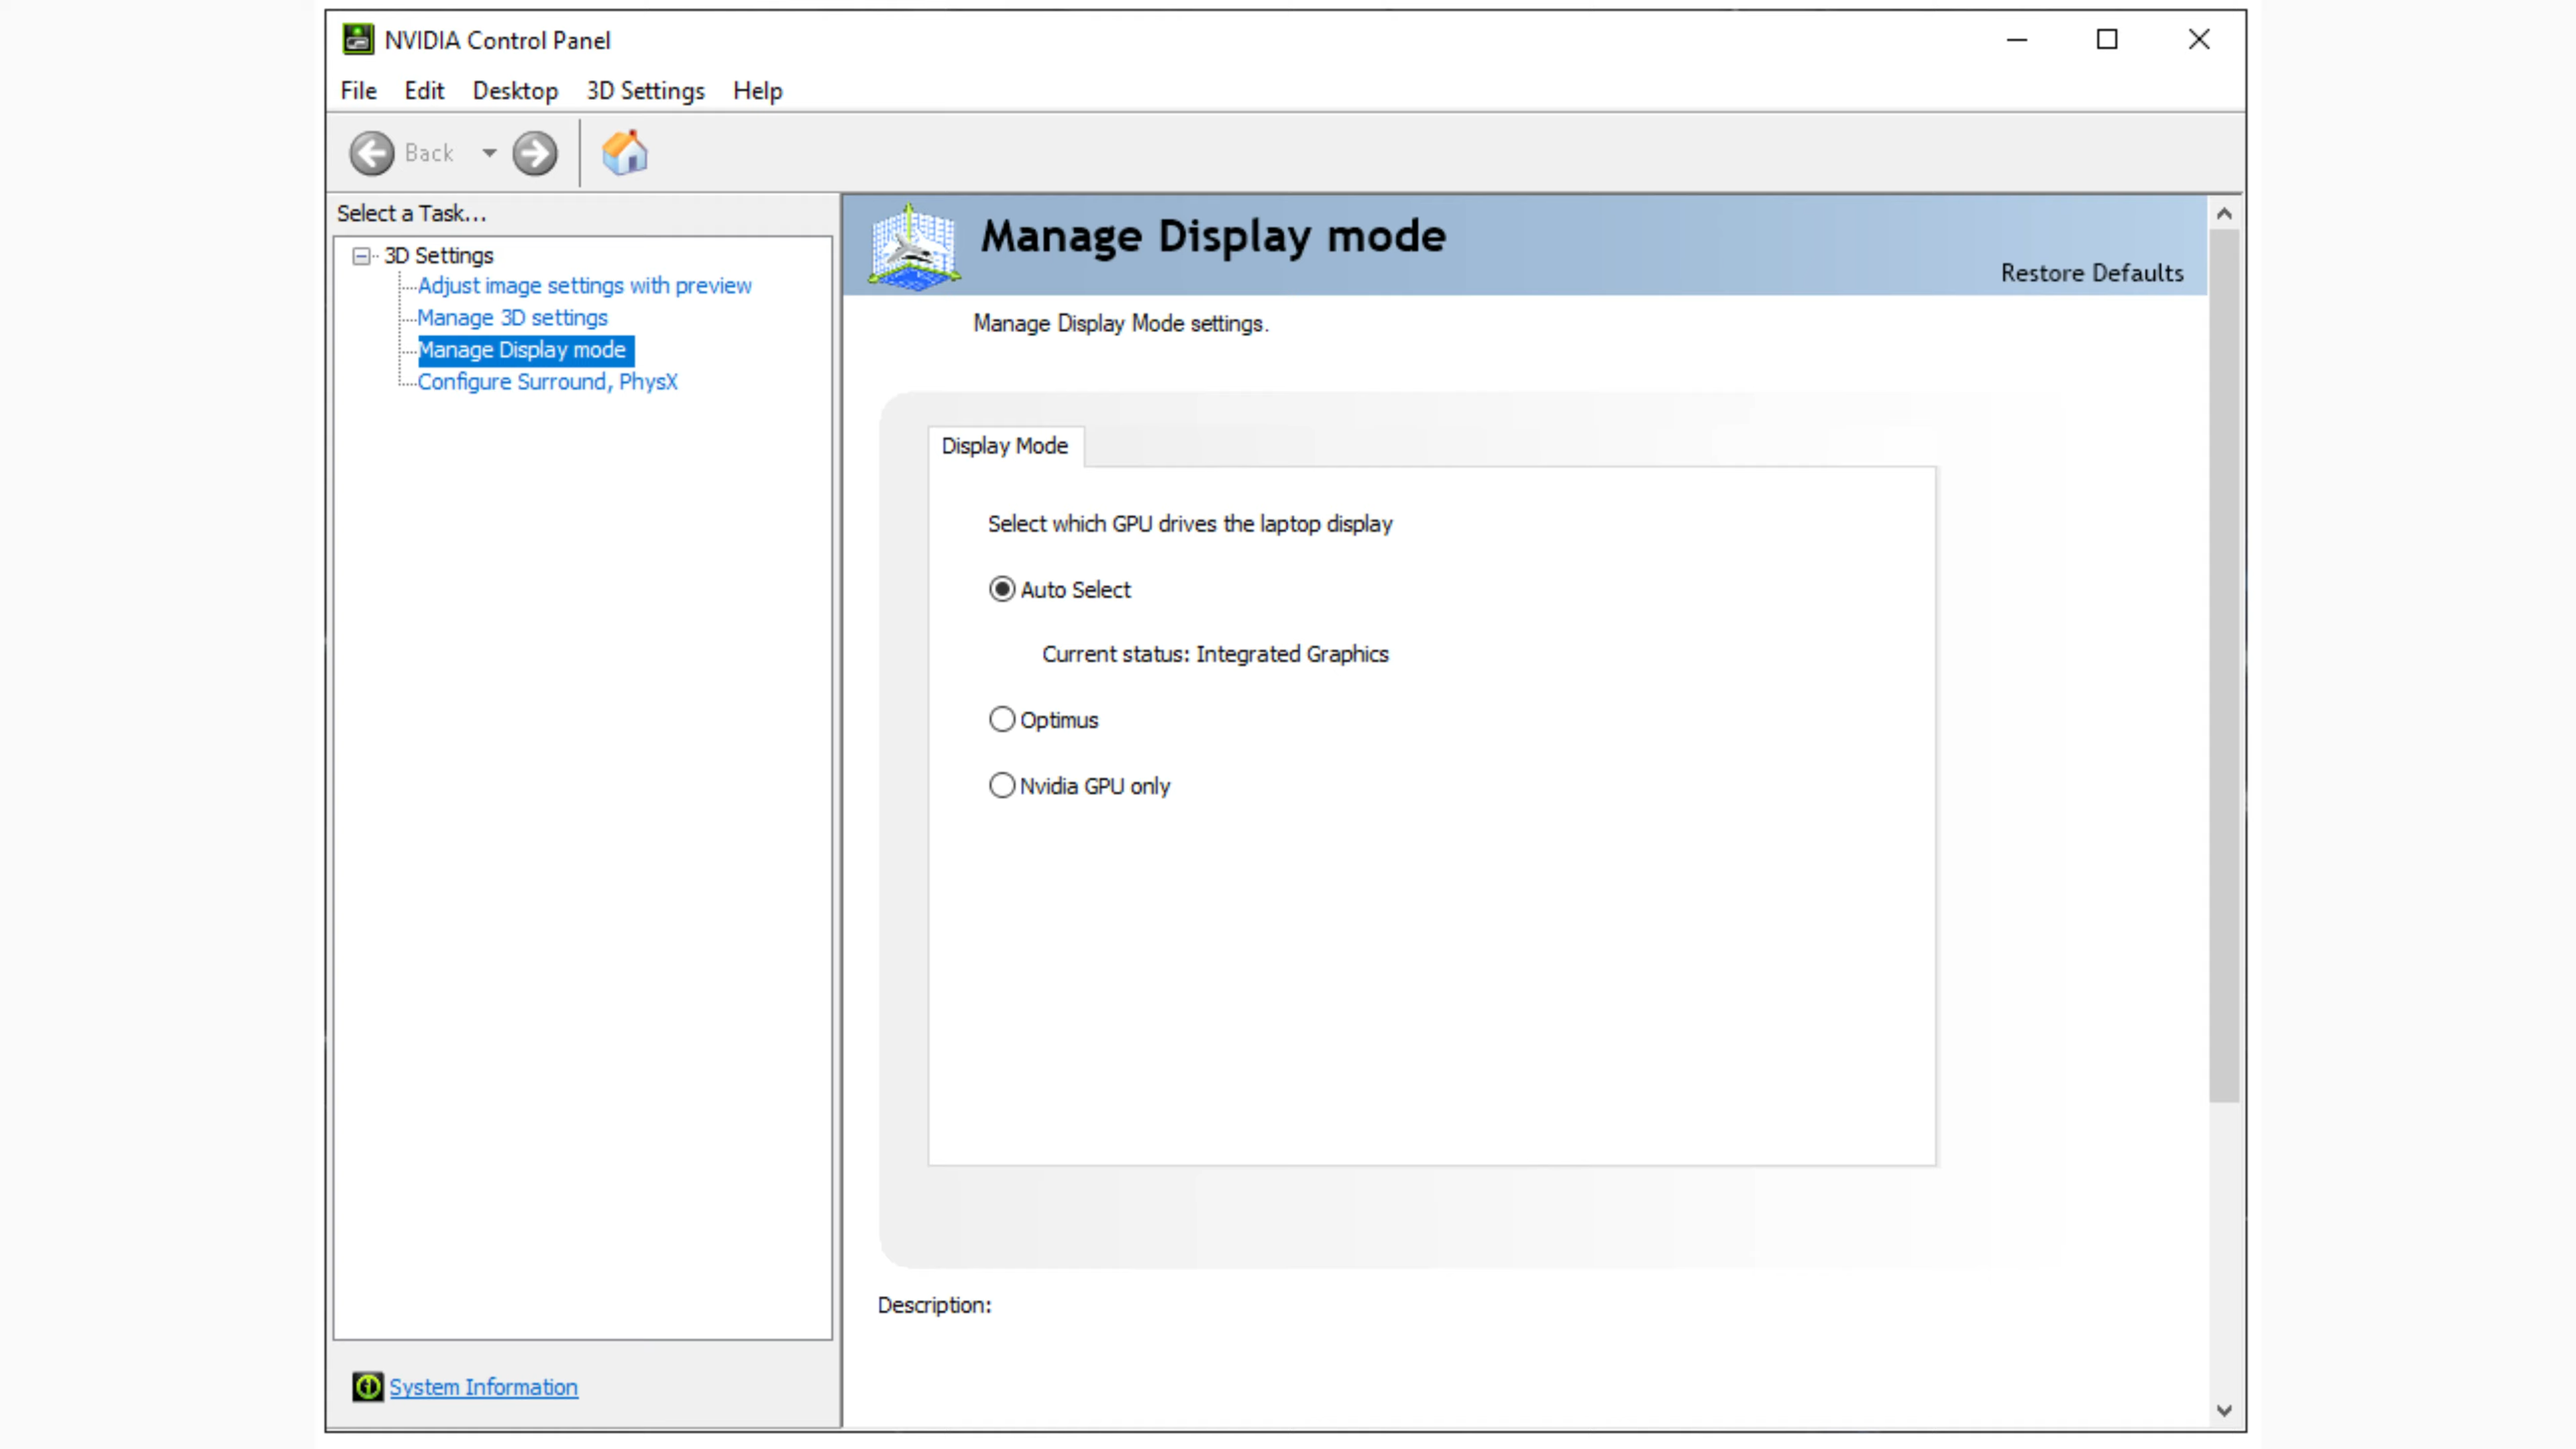 NVIDIA Control Panel
File Edit Desktop 3D Settings Help
Back
Select a Task...
3D Settings
Adjust image settings with preview
Manage 3D settings
Manage Display mode
Configure Surround, PhysX
System Information
Manage Display mode
Restore Defaults
Manage Display Mode settings.
Display Mode
Select which GPU drives the laptop display
Auto Select
Current status: Integrated Graphics
Optimus
Nvidia GPU only
Description: